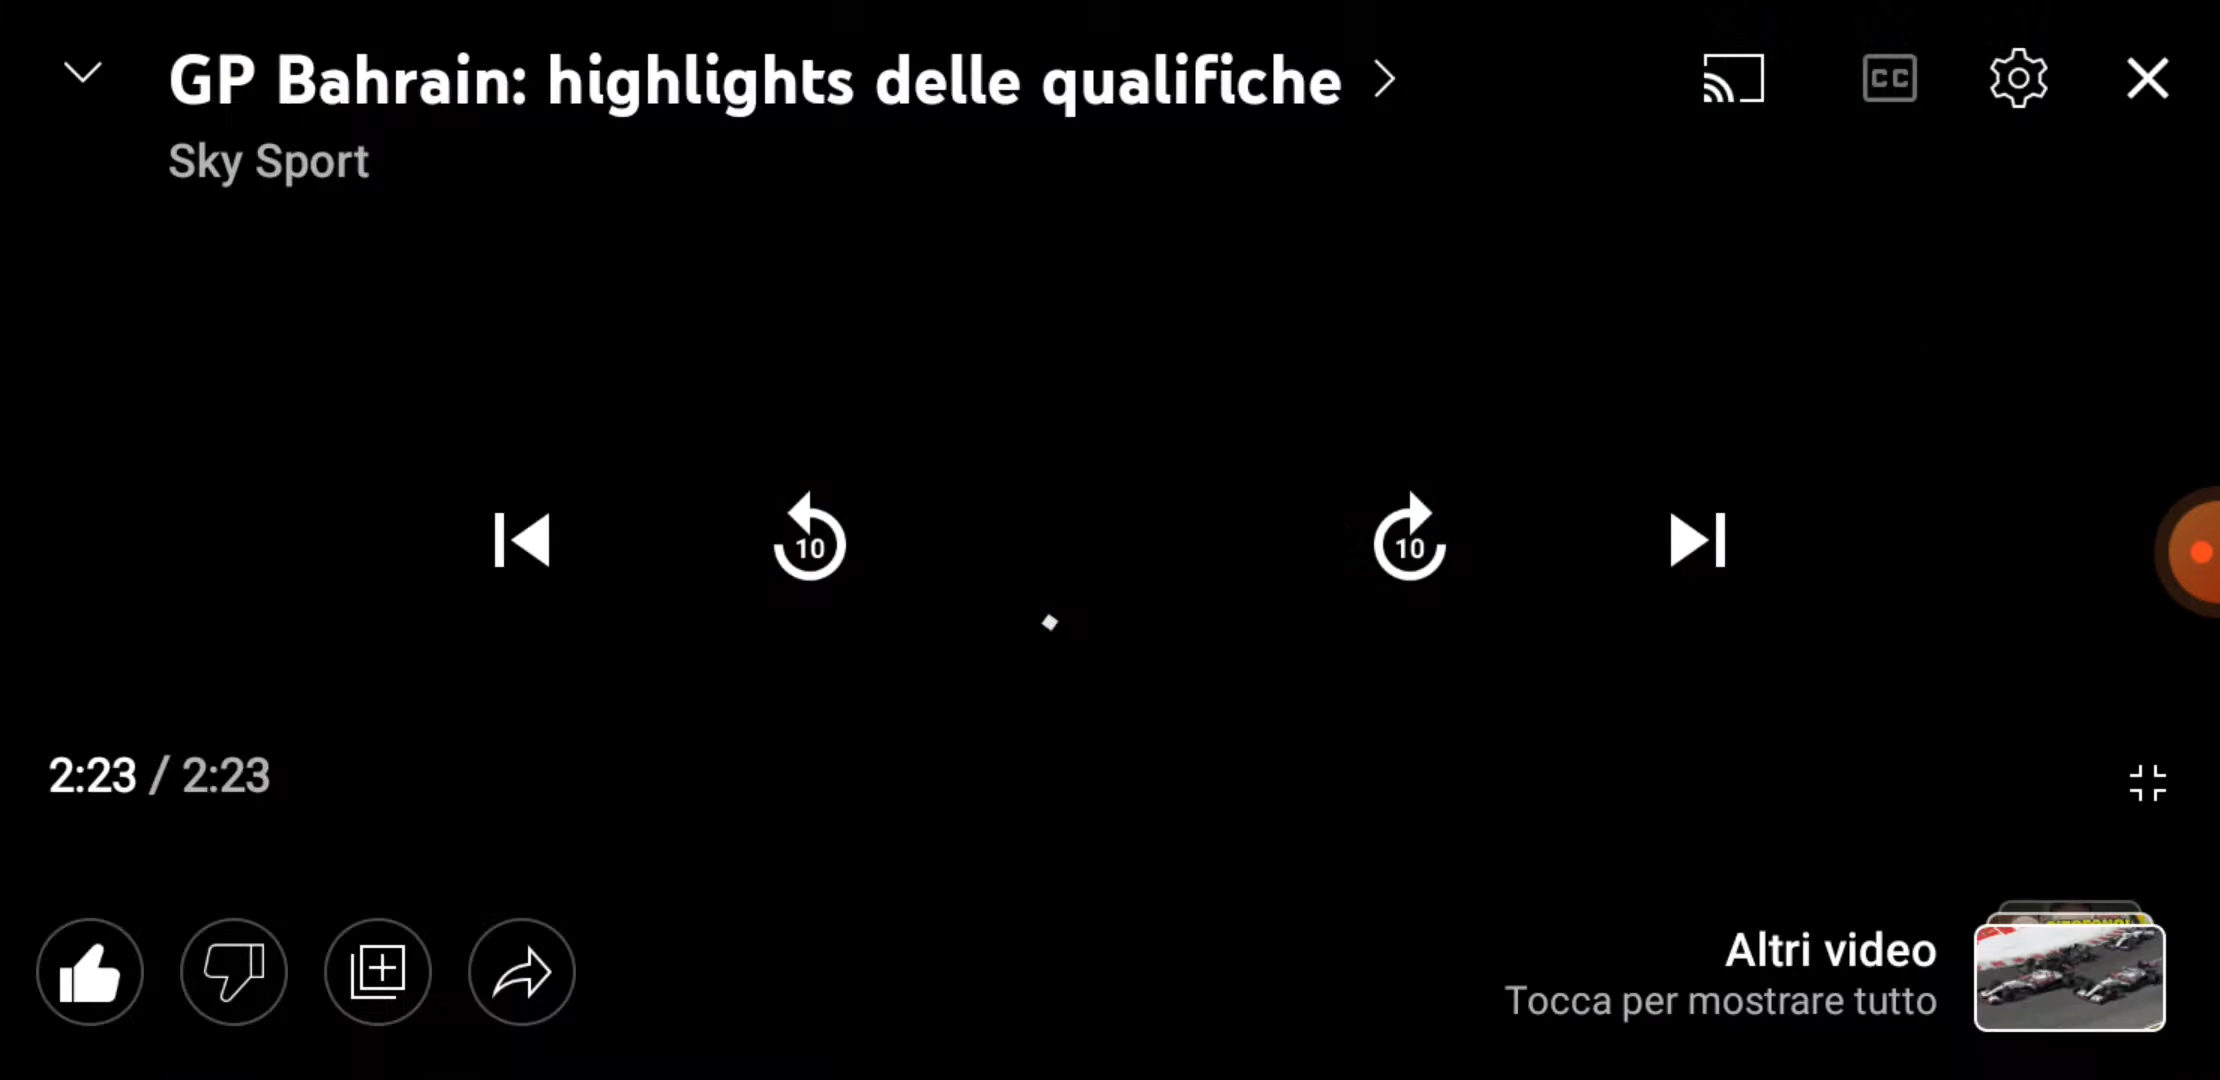 GP Bahrain: highlights delle qualifiche
CC
Sky Sport
10
10
2:23 / 2:23
Altri video
Tocca per mostrare tutto